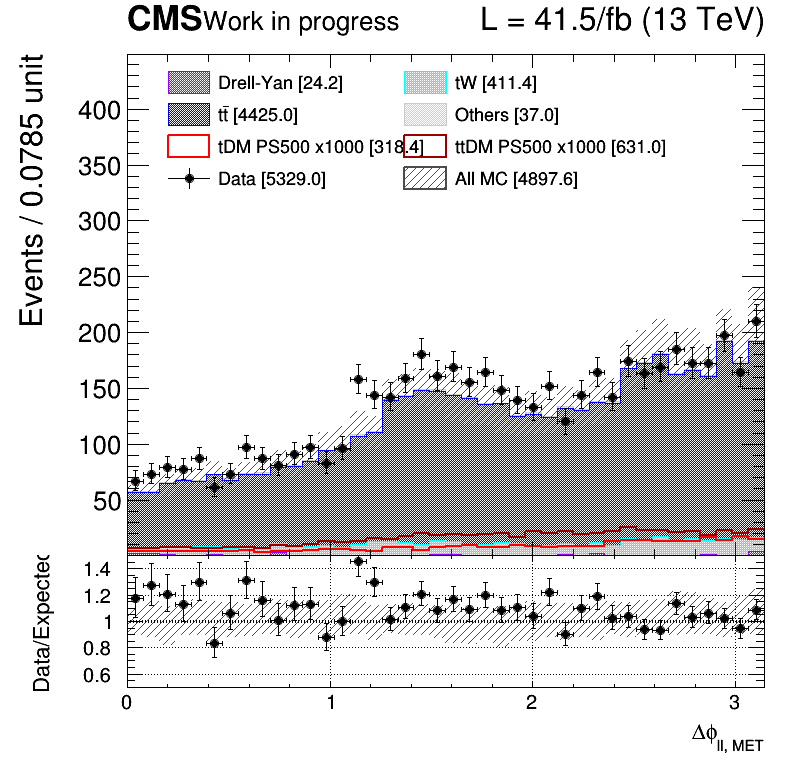 CMS Work in progress L = 41.5/fb (13 TeV)
Events / 0.0785 unit
400
350
300
250
200
150
100
50
Drell-Yan [24.2] tW [411.4]
tt̄ [4425.0] Others [37.0]
tDM PS500 x1000 [318.4] ttDM PS500 x1000 [631.0]
Data [5329.0] All MC [4897.6]
Data/Expected
1.4
1.2
1
0.8
0.6
0 1 2 3
Δϕll, MET